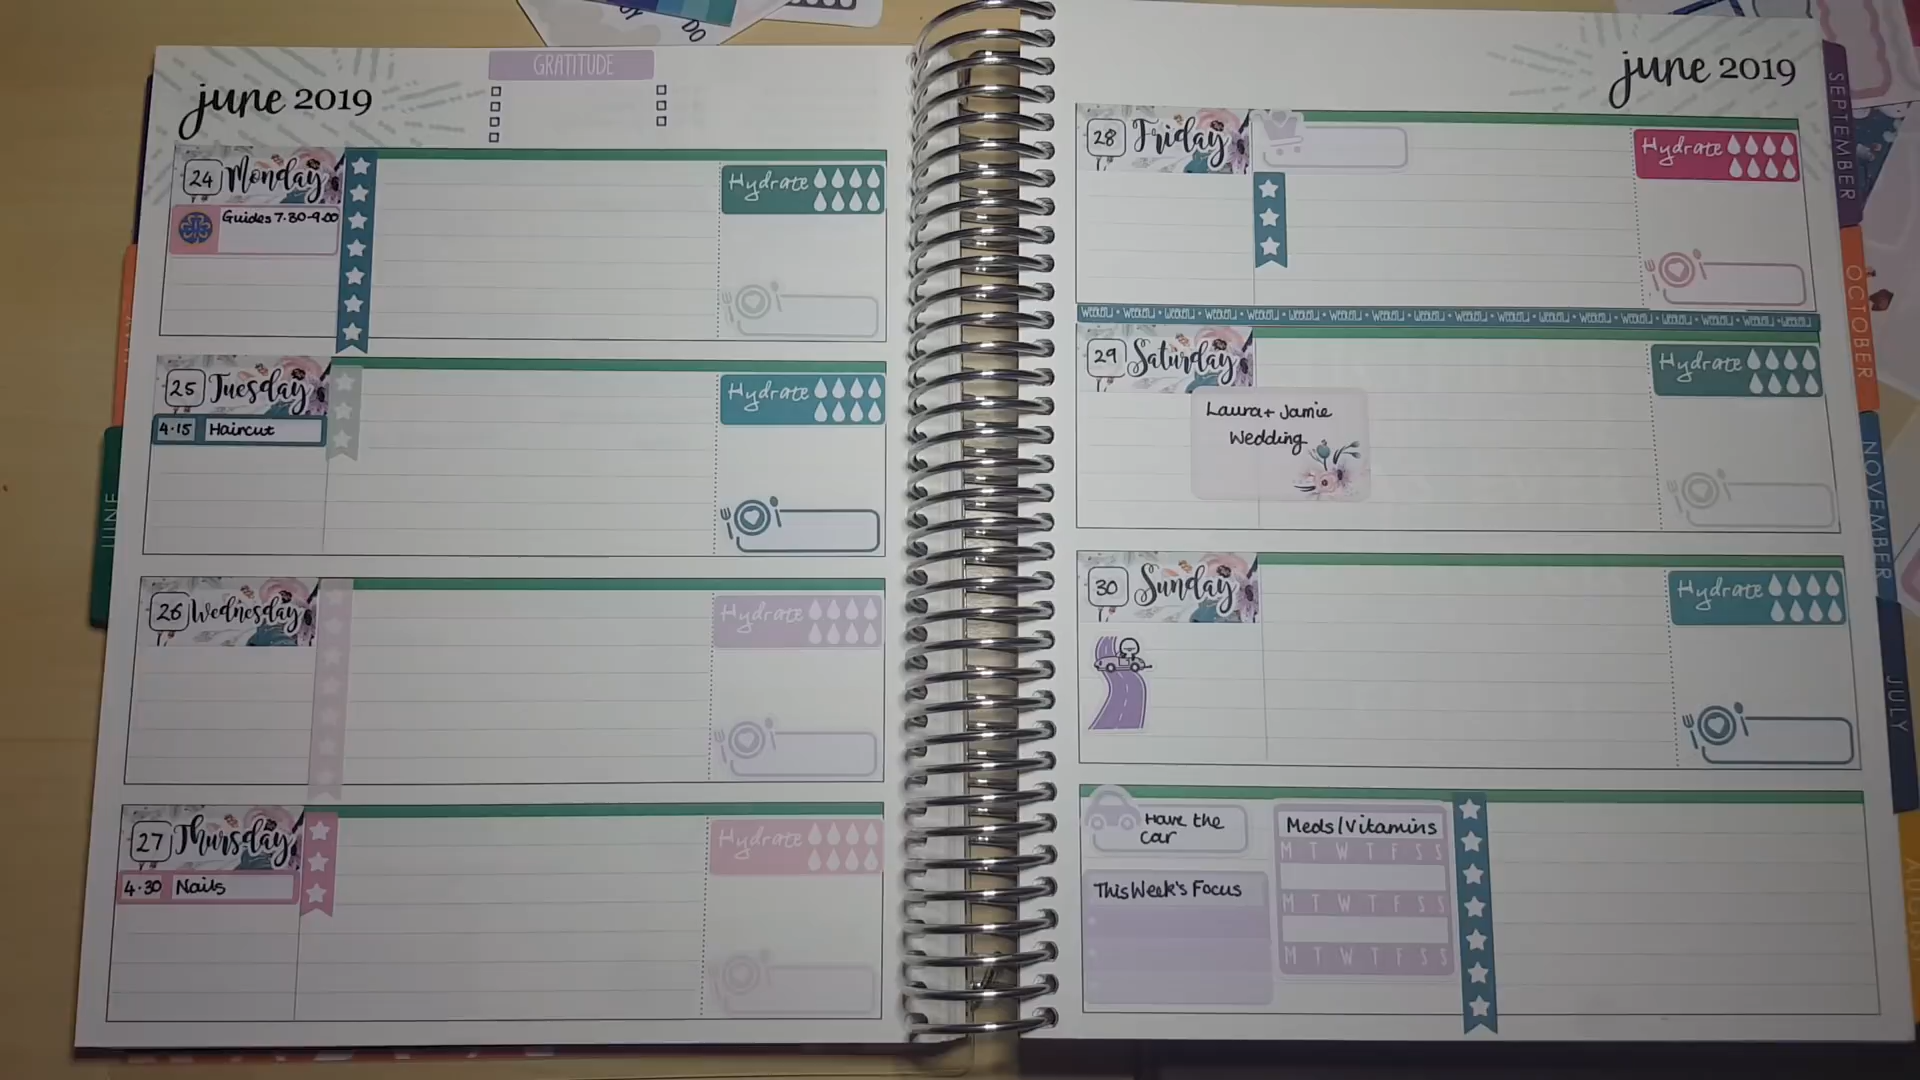 GRATITUDE
june 2019
24 Monday
Guides 7.30-9.00
Hydrate
25 Tuesday
4.15 Haircut
Hydrate
26 Wednesday
Hydrate
27 Thursday
4.30 Nails
Hydrate
june 2019
28 Friday
Hydrate
29 Saturday
Laura + Jamie
Wedding
Hydrate
30 Sunday
Hydrate
Have the
car
This Week's Focus
Meds/Vitamins
M T W T F S S
M T W T F S S
M T W T F S S
JUNE
SEPTEMBER
OCTOBER
NOVEMBER
JULY